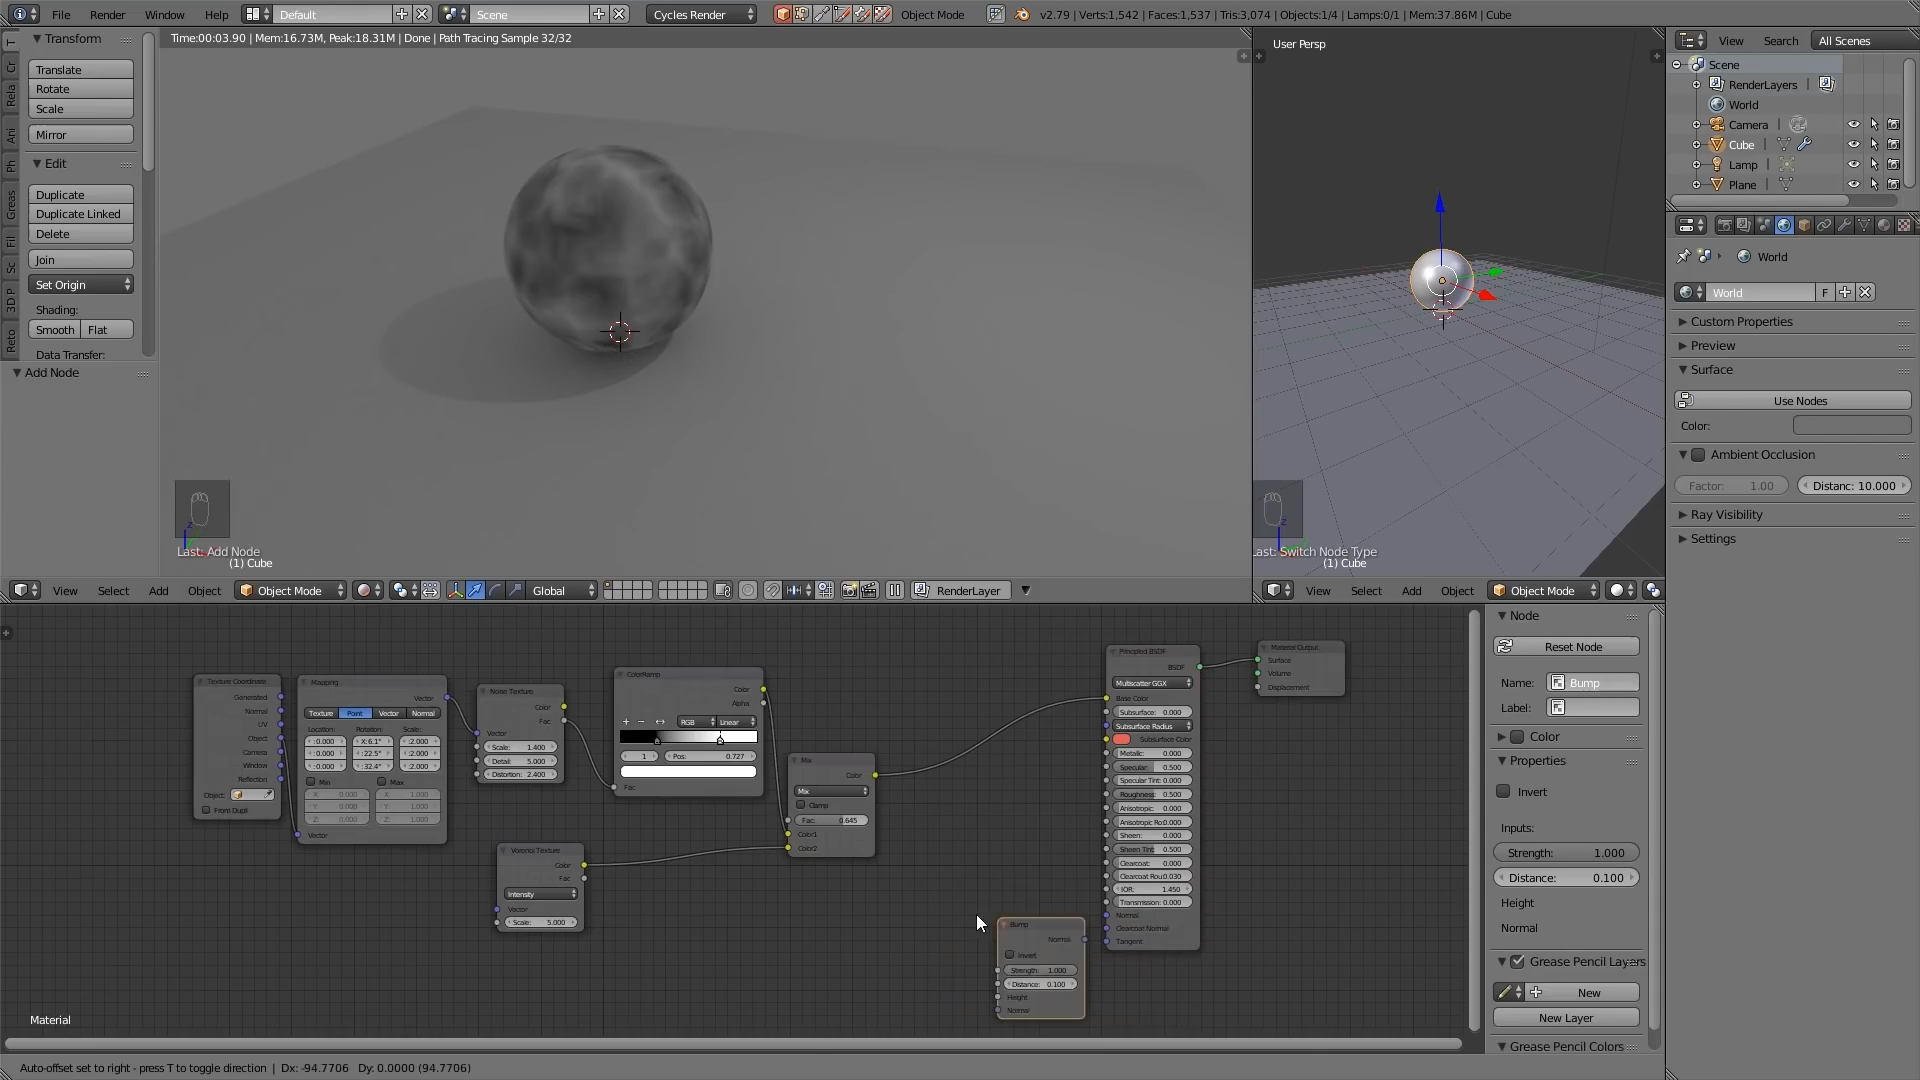 File Render Window Help Default Scene Cycles Render Object Mode v2.79 | Verts:1,542 | Faces:1,537 | Tris:3,074 | Objects:1/4 | Lamps:0/1 | Mem:37.86M | Cube
Transform
Translate
Rotate
Scale
Mirror
Edit
Duplicate
Duplicate Linked
Delete
Join
Set Origin
Shading:
Smooth Flat
Data Transfer:
Add Node
T
Cr
Rela
Ani
Ph
Greas
Fil
Sc
3D P
Reto
Time:00:03.90 | Mem:16.73M, Peak:18.31M | Done | Path Tracing Sample 32/32
z
Last: Add Node
(1) Cube
View Select Add Object Object Mode Global RenderLayer
User Persp
z
Last: Switch Node Type
(1) Cube
View Select Add Object Object Mode
View Search All Scenes
Scene
RenderLayers |
World
Camera |
Cube |
Lamp |
Plane |
World
World F
Custom Properties
Preview
Surface
Use Nodes
Color:
Ambient Occlusion
Factor: 1.00 Distanc: 10.000
Ray Visibility
Settings
Texture Coordinate
Generated
Normal
UV
Object
Camera
Window
Reflection
Object:
From Dupli
Mapping
Vector
Texture Point Vector Normal
Location: Rotation: Scale:
0.000 X:6.1° 2.000
0.000 22.5° 2.000
0.000 -32.4° 2.000
Min Max
X: 0.000 X: 1.000
Y: 0.000 Y: 1.000
Z: 0.000 Z: 1.000
Vector
Noise Texture
Color
Fac
Vector
Scale: 1.400
Detail: 5.000
Distortion: 2.400
ColorRamp
Color
Alpha
RGB Linear
1 Pos: 0.727
Fac
Mix
Color
Mix
Clamp
Fac: 0.645
Color1
Color2
Voronoi Texture
Color
Fac
Intensity
Vector
Scale: 5.000
Bump
Normal
Invert
Strength: 1.000
Distance: 0.100
Height
Normal
Principled BSDF
BSDF
Multiscatter GGX
Base Color
Subsurface: 0.000
Subsurface Radius
Subsurface Color
Metallic: 0.000
Specular: 0.500
Specular Tint: 0.000
Roughness: 0.500
Anisotropic: 0.000
Anisotropic Ro:0.000
Sheen: 0.000
Sheen Tint: 0.500
Clearcoat: 0.000
Clearcoat Rou:0.030
IOR: 1.450
Transmission: 0.000
Normal
Clearcoat Normal
Tangent
Material Output
Surface
Volume
Displacement
Material
Node
Reset Node
Name: Bump
Label:
Color
Properties
Invert
Inputs:
Strength: 1.000
Distance: 0.100
Height
Normal
Grease Pencil Layers
New
New Layer
Grease Pencil Colors
Auto-offset set to right - press T to toggle direction | Dx: -94.7706 Dy: 0.0000 (94.7706)